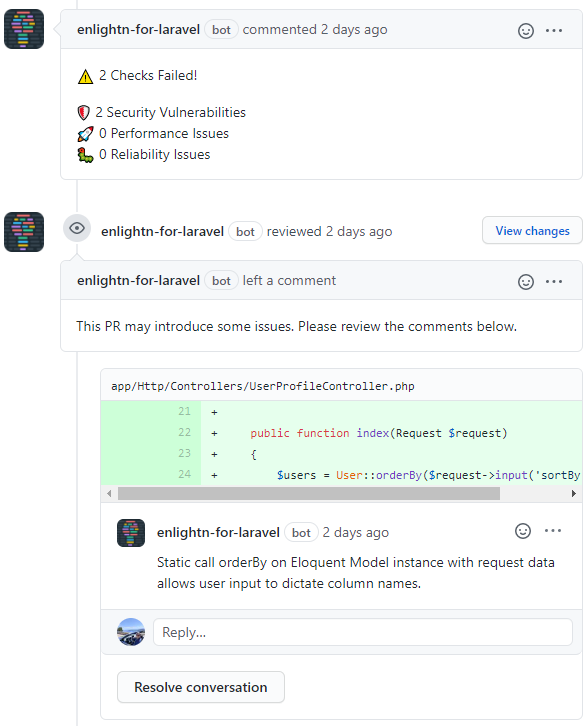 enlightn-for-laravel bot commented 2 days ago
2 Checks Failed!
2 Security Vulnerabilities
0 Performance Issues
0 Reliability Issues
enlightn-for-laravel bot reviewed 2 days ago
View changes
enlightn-for-laravel bot left a comment
This PR may introduce some issues. Please review the comments below.
app/Http/Controllers/UserProfileController.php
21 +
22 + public function index(Request $request)
23 + {
24 + $users = User::orderBy($request->input('sortBy
enlightn-for-laravel bot 2 days ago
Static call orderBy on Eloquent Model instance with request data
allows user input to dictate column names.
Reply...
Resolve conversation